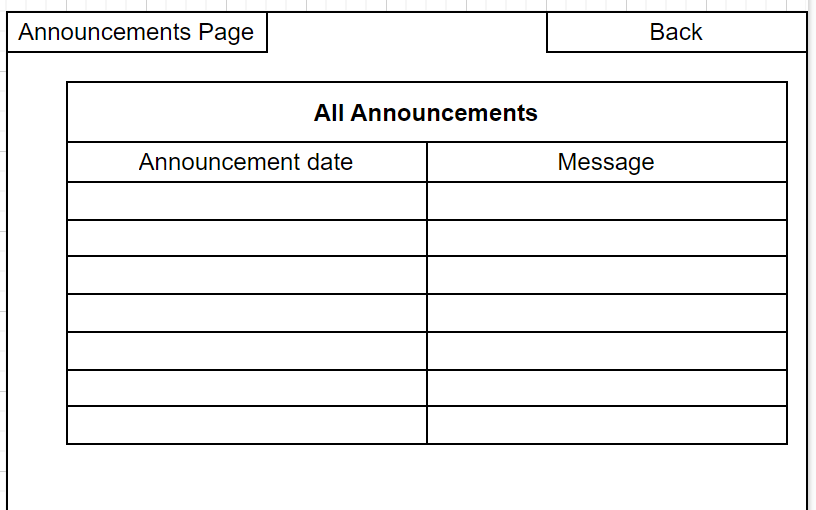 Announcements Page
Back
All Announcements
Announcement date
Message